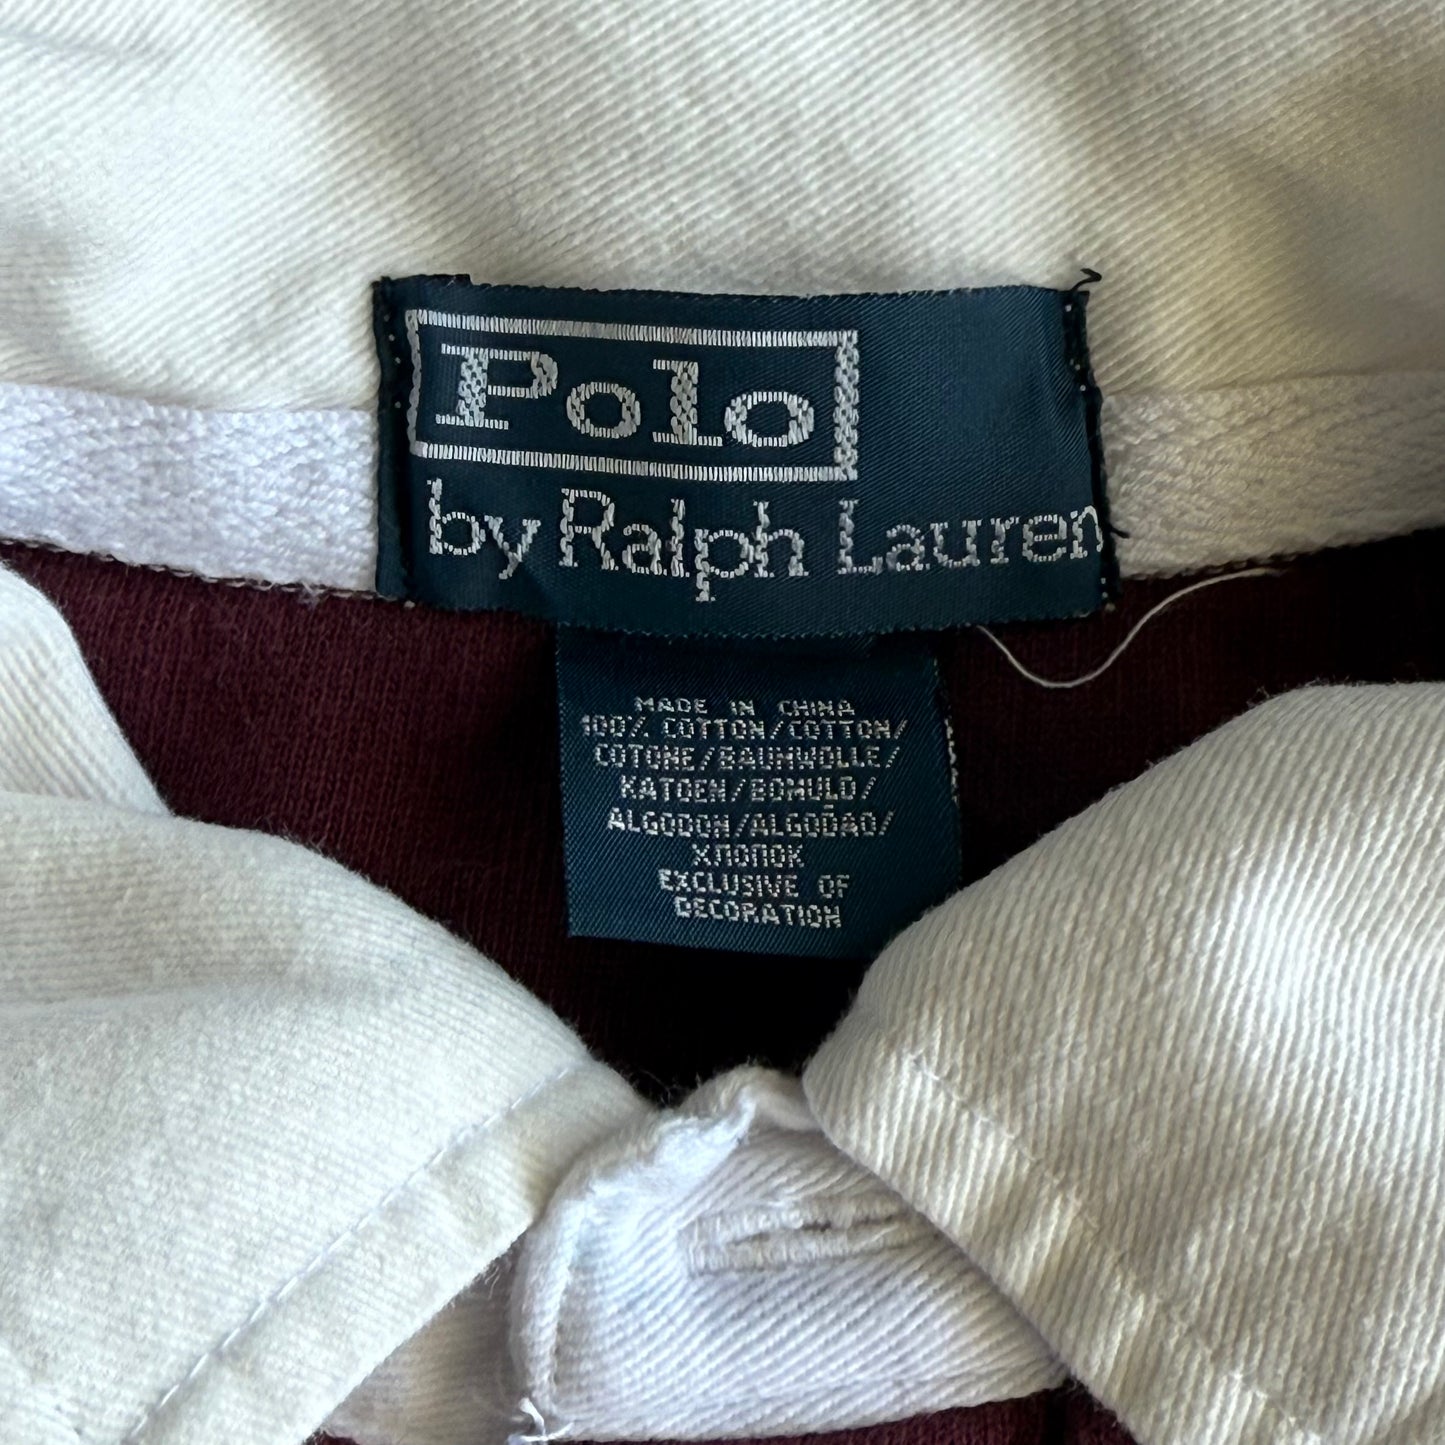 Polo
by Ralph Lauren
MADE IN CHINA
100% COTTON/COTTON/
COTONE/BAUMWOLLE/
KATOEN/BOMULD/
ALGODON/ALGODÃO/
ХЛОПОК
EXCLUSIVE OF
DECORATION